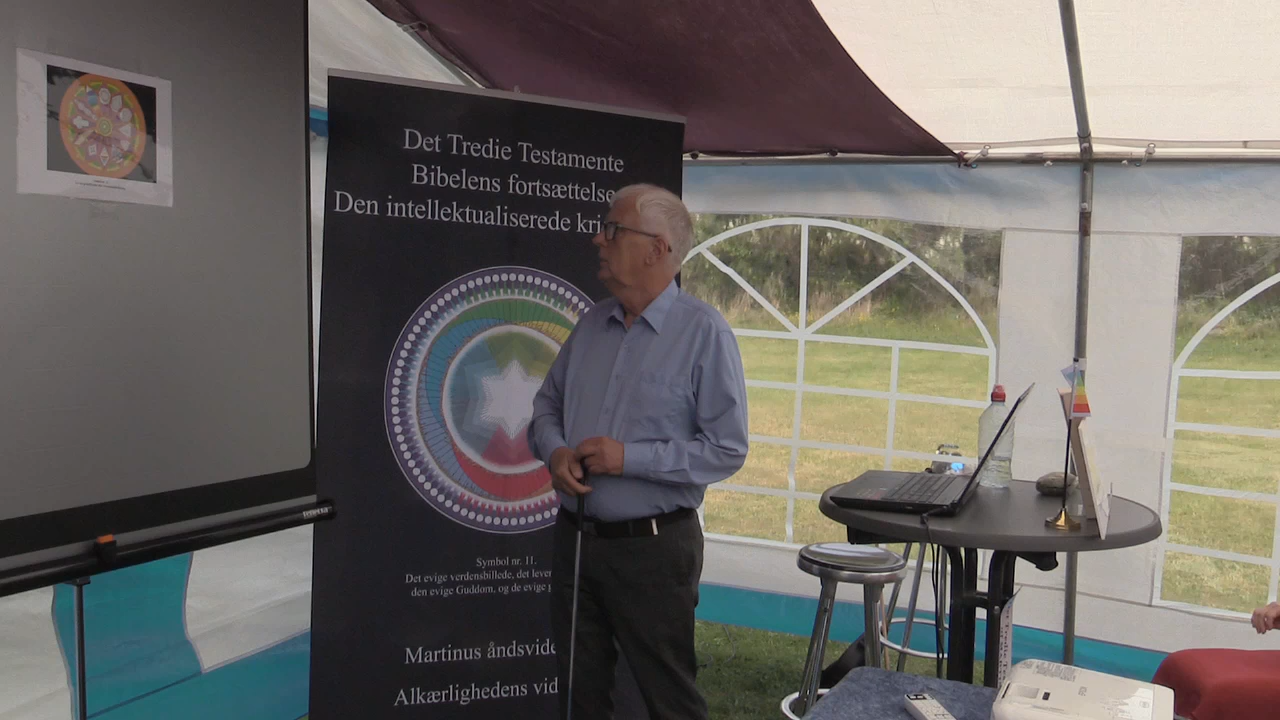 Det Tredie Testamente
Bibelens fortsættelse
Den intellektualiserede kri
Symbol nr. 11.
Det evige verdensbillede, det leve
den evige Guddom, og de evige
Martinus åndsvide
Alkærlighedens vid